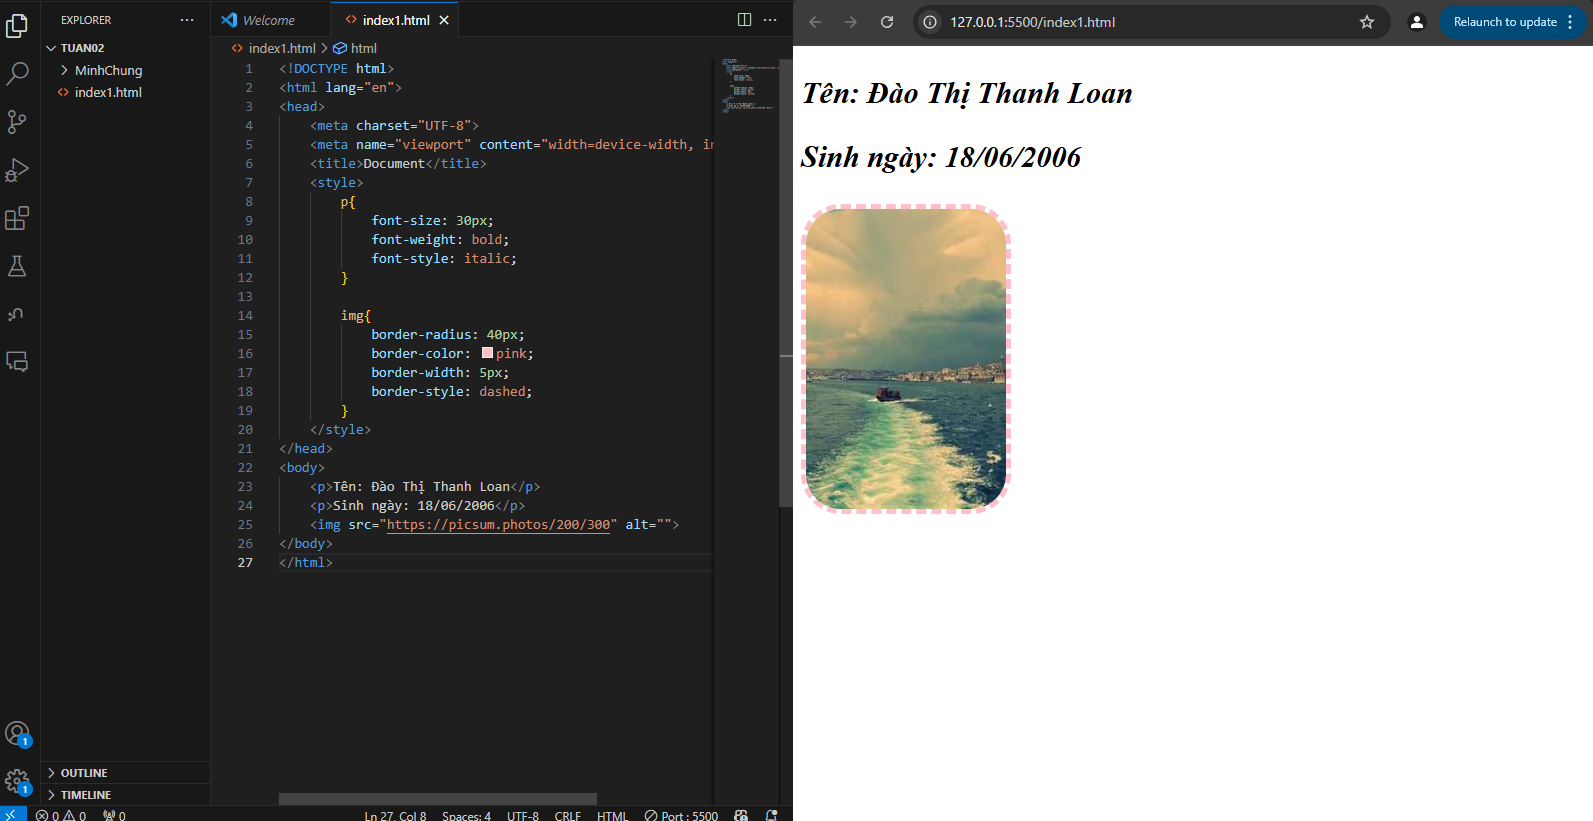 EXPLORER
TUAN02
MinhChung
index1.html
Welcome
index1.html
index1.html
html
1 <!DOCTYPE html>
2 <html lang="en">
3 <head>
4 <meta charset="UTF-8">
5 <meta name="viewport" content="width=device-width, in
6 <title>Document</title>
7 <style>
8 p{
9 font-size: 30px;
10 font-weight: bold;
11 font-style: italic;
12 }
13
14 img{
15 border-radius: 40px;
16 border-color: pink;
17 border-width: 5px;
18 border-style: dashed;
19 }
20 </style>
21 </head>
22 <body>
23 <p>Tên: Đào Thị Thanh Loan</p>
24 <p>Sinh ngày: 18/06/2006</p>
25 <img src="https://picsum.photos/200/300" alt="">
26 </body>
27 </html>
1
1
OUTLINE
TIMELINE
0 0 0
Ln 27, Col 8 Spaces: 4 UTF-8 CRLF HTML Port : 5500
127.0.0.1:5500/index1.html
Relaunch to update
Tên: Đào Thị Thanh Loan
Sinh ngày: 18/06/2006